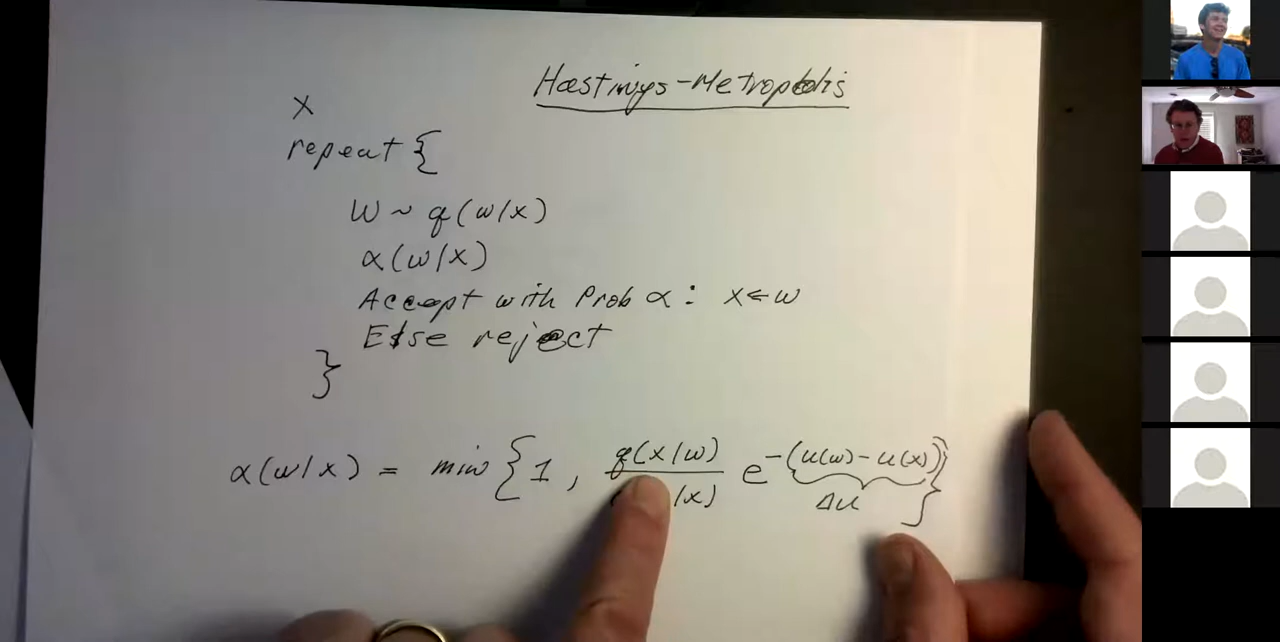 Hastings-Metropolis
X
repeat {
W ~ q(w/x)
α(w/x)
Accept with Prob α : x ← w
Else reject
}
α(w/x) = min { 1, q(x/w) / /x) e^-(u(w) - u(x)) }
Δu